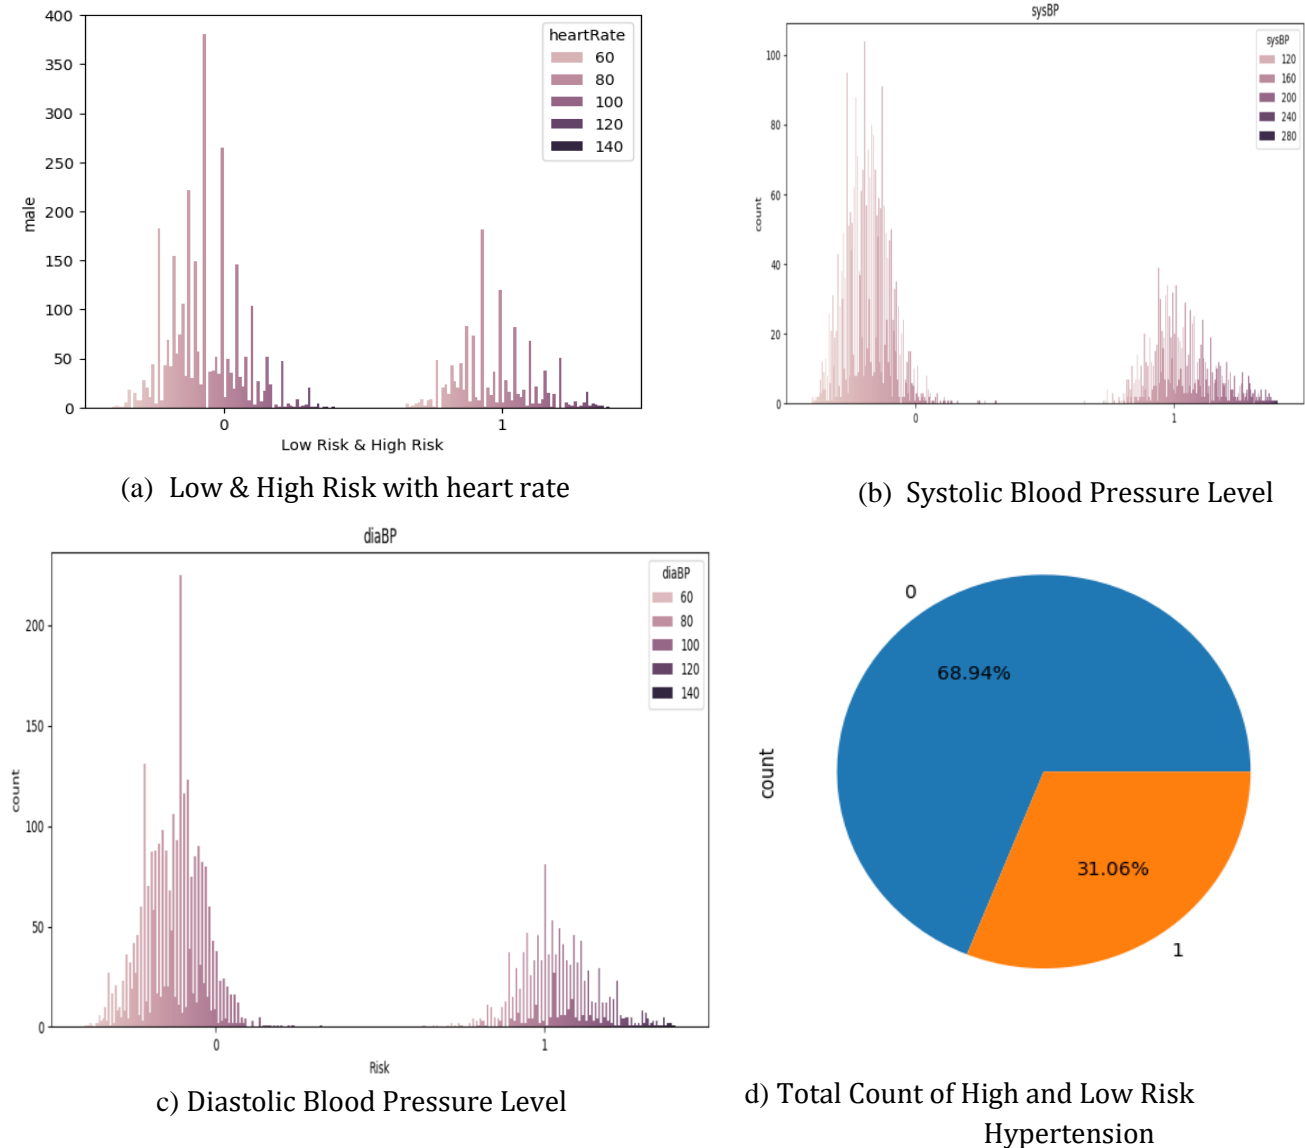 400
350
300
250
200
150
100
50
0
male
heartRate
60
80
100
120
140
0 1
Low Risk & High Risk
(a) Low & High Risk with heart rate
sysBP
100
80
60
40
20
0
count
sysBP
120
160
200
240
280
0 1
(b) Systolic Blood Pressure Level
diaBP
200
150
100
50
0
count
diaBP
60
80
100
120
140
0 1
Risk
c) Diastolic Blood Pressure Level
0
68.94%
count
31.06%
1
d) Total Count of High and Low Risk
Hypertension